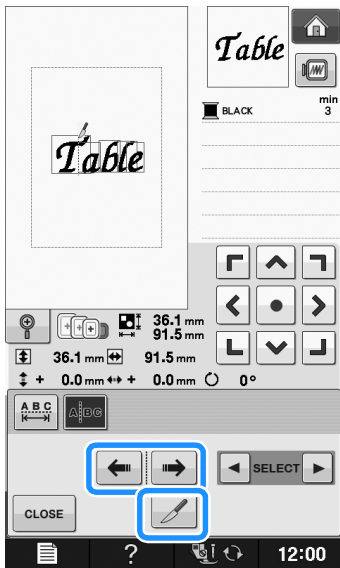 Table
min
BLACK 3
Table
36.1 mm
91.5 mm
36.1 mm 91.5 mm
+ 0.0 mm + 0.0 mm 0°
A B C A B C
SELECT
CLOSE
? 12:00